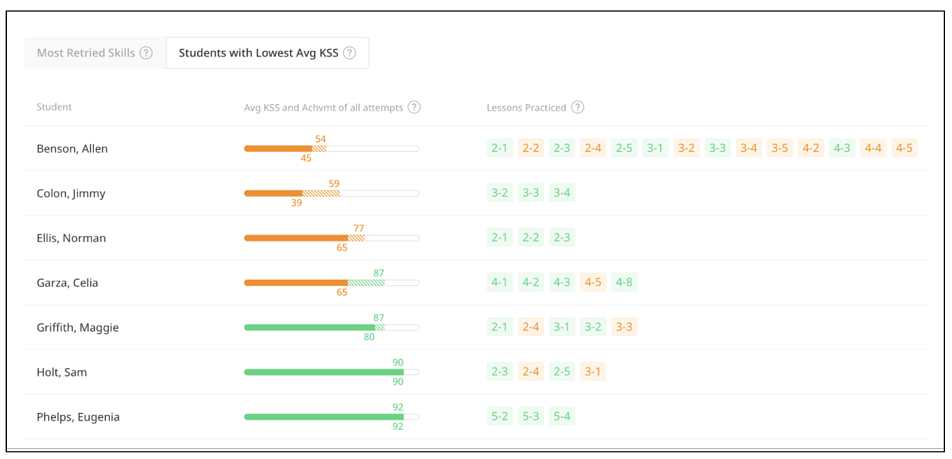 Most Retried Skills ? Students with Lowest Avg KSS ?
Student Avg KSS and Achvmt of all attempts ? Lessons Practiced ?
54
Benson, Allen 2-1 2-2 2-3 2-4 2-5 3-1 3-2 3-3 3-4 3-5 4-2 4-3 4-4 4-5
45
59
Colon, Jimmy 3-2 3-3 3-4
39
77
Ellis, Norman 2-1 2-2 2-3
65
87
Garza, Celia 4-1 4-2 4-3 4-5 4-8
65
87
Griffith, Maggie 2-1 2-4 3-1 3-2 3-3
80
90
Holt, Sam 2-3 2-4 2-5 3-1
90
92
Phelps, Eugenia 5-2 5-3 5-4
92